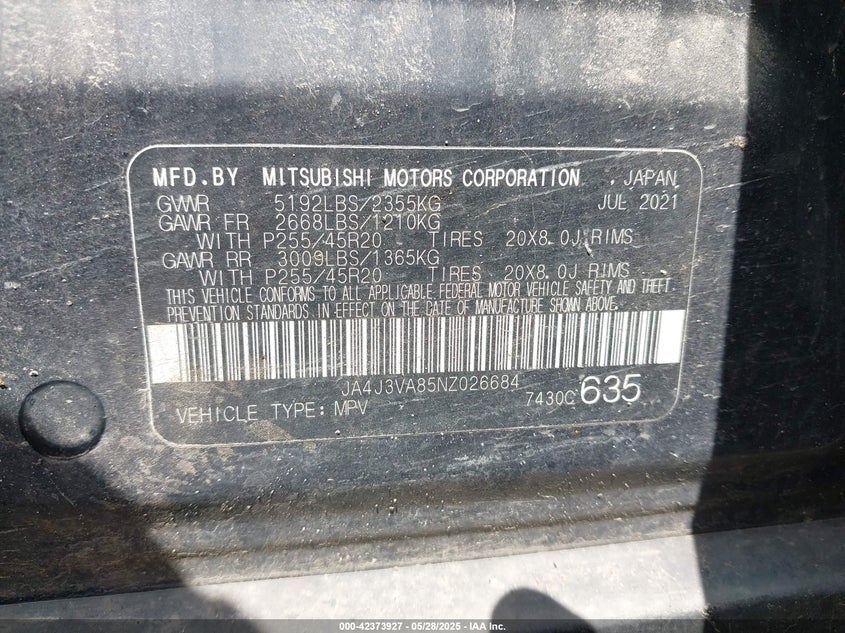 MFD.BY MITSUBISHI MOTORS CORPORATION . JAPAN
GVWR 5192LBS/2355KG JUL 2021
GAWR FR 2668LBS/1210KG
WITH P255/45R20 TIRES 20X8.0J RIMS
GAWR RR 3009LBS/1365KG
WITH P255/45R20 TIRES 20X8.0J RIMS
THIS VEHICLE CONFORMS TO ALL APPLICABLE FEDERAL MOTOR VEHICLE SAFETY AND THEFT
PREVENTION STANDARDS IN EFFECT ON THE DATE OF MANUFACTURE SHOWN ABOVE.
JA4J3VA85NZ026684
VEHICLE TYPE: MPV 7430C 635
000-42373927 - 05/28/2025 - IAA Inc.